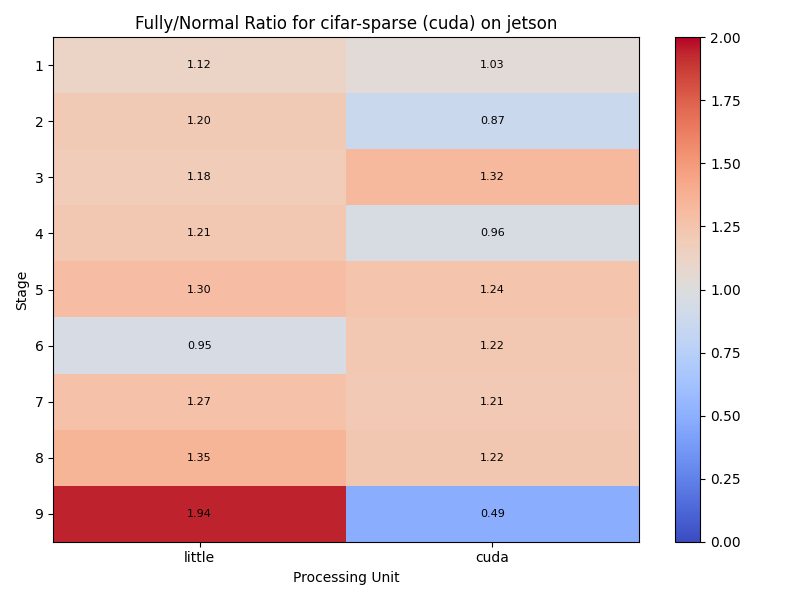 Fully/Normal Ratio for cifar-sparse (cuda) on jetson
Stage
1 1.12 1.03
2 1.20 0.87
3 1.18 1.32
4 1.21 0.96
5 1.30 1.24
6 0.95 1.22
7 1.27 1.21
8 1.35 1.22
9 1.94 0.49
little cuda
Processing Unit
2.00
1.75
1.50
1.25
1.00
0.75
0.50
0.25
0.00